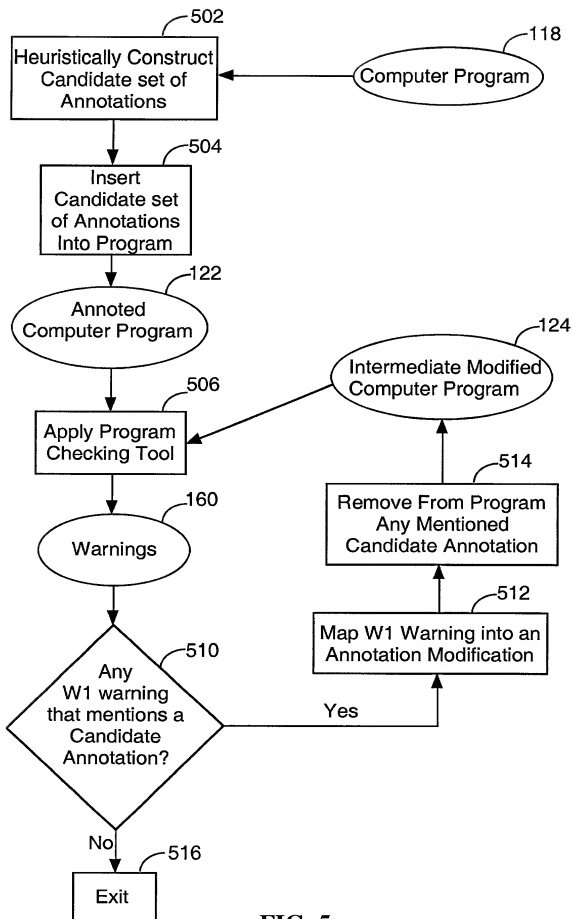 502
Heuristically Construct
Candidate set of
Annotations
118
Computer Program
504
Insert
Candidate set
of Annotations
Into Program
122
Annoted
Computer Program
124
Intermediate Modified
Computer Program
506
Apply Program
Checking Tool
514
Remove From Program
Any Mentioned
Candidate Annotation
160
Warnings
512
Map W1 Warning into an
Annotation Modification
510
Any
W1 warning
that mentions a
Candidate
Annotation?
Yes
No
516
Exit
FIG. 5